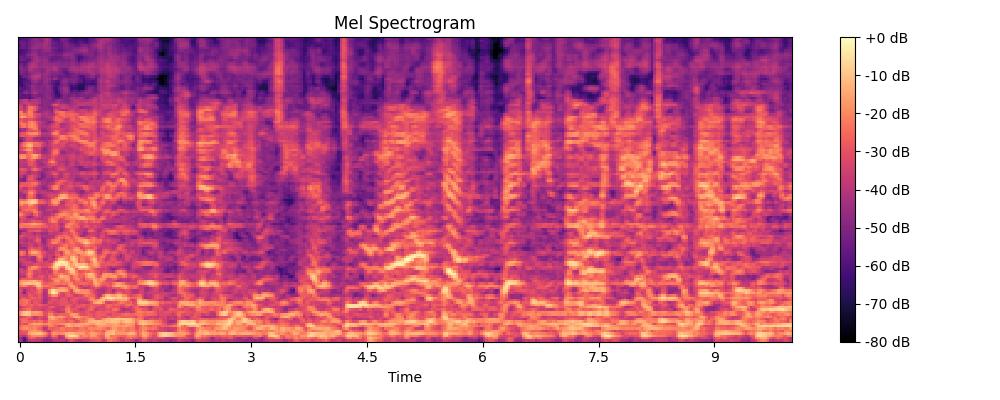 Mel Spectrogram
+0 dB
-10 dB
-20 dB
-30 dB
-40 dB
-50 dB
-60 dB
-70 dB
-80 dB
0 1.5 3 4.5 6 7.5 9
Time